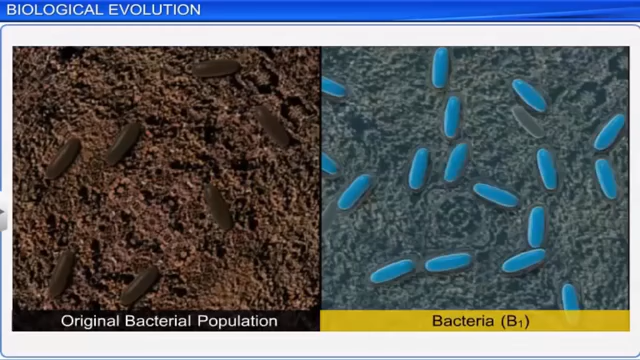 BIOLOGICAL EVOLUTION
Original Bacterial Population
Bacteria (B₁)